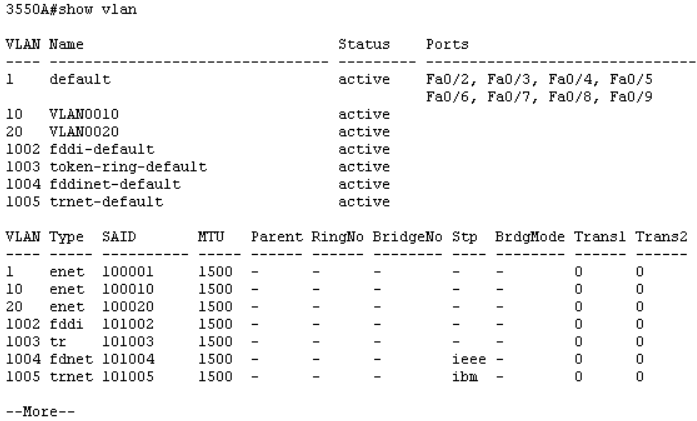 3550A#show vlan
VLAN Name Status Ports
---- -------------------------------- --------- -------------------------------
1 default active Fa0/2, Fa0/3, Fa0/4, Fa0/5
Fa0/6, Fa0/7, Fa0/8, Fa0/9
10 VLAN0010 active
20 VLAN0020 active
1002 fddi-default active
1003 token-ring-default active
1004 fddinet-default active
1005 trnet-default active
VLAN Type SAID MTU Parent RingNo BridgeNo Stp BrdgMode Trans1 Trans2
---- ----- ---------- ----- ------ ------ -------- ---- -------- ------ ------
1 enet 100001 1500 - - - - - 0 0
10 enet 100010 1500 - - - - - 0 0
20 enet 100020 1500 - - - - - 0 0
1002 fddi 101002 1500 - - - - - 0 0
1003 tr 101003 1500 - - - - - 0 0
1004 fdnet 101004 1500 - - - ieee - 0 0
1005 trnet 101005 1500 - - - ibm - 0 0
--More--